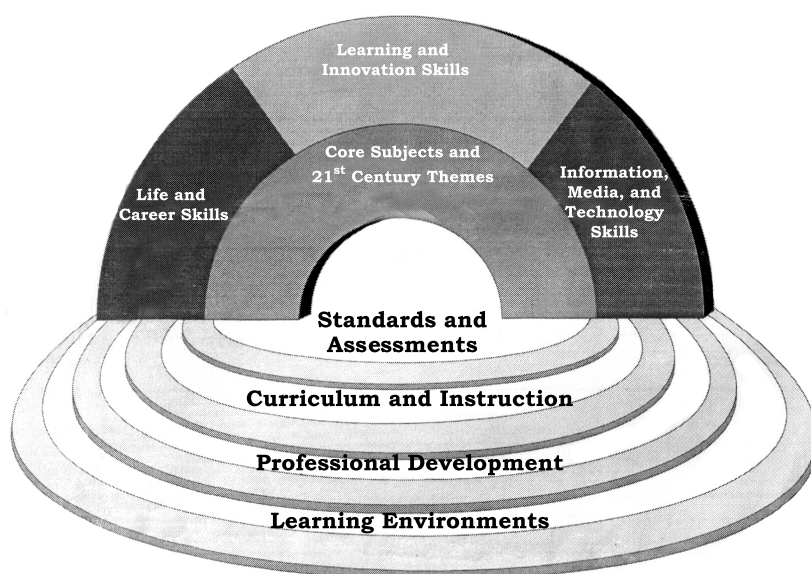 Learning and
Innovation Skills
Core Subjects and
21st Century Themes
Life and
Career Skills
Information,
Media, and
Technology
Skills
Standards and
Assessments
Curriculum and Instruction
Professional Development
Learning Environments